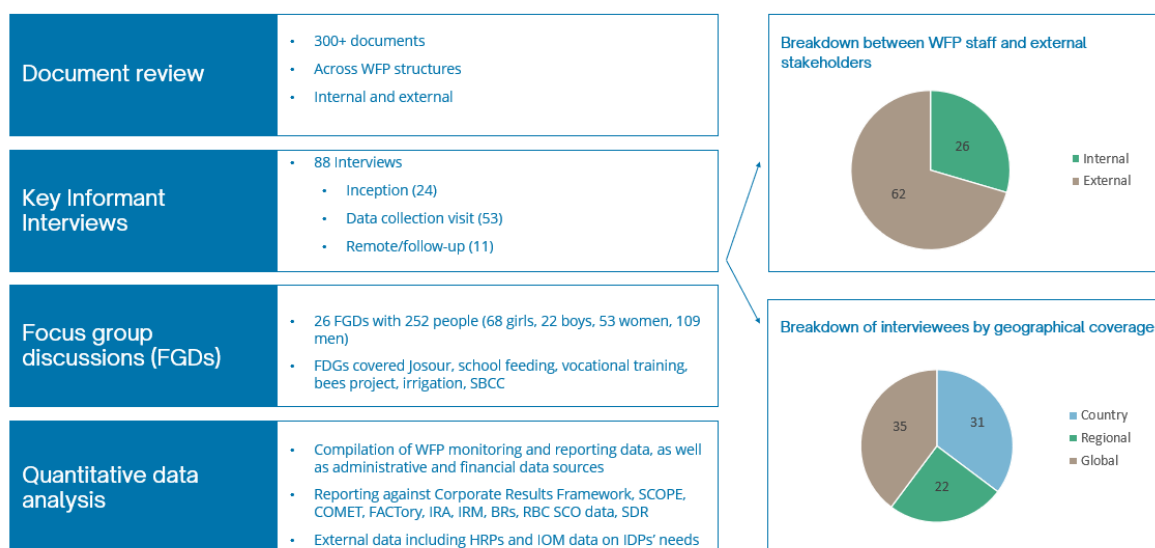 Document review
• 300+ documents
• Across WFP structures
• Internal and external
Key Informant
Interviews
• 88 Interviews
• Inception (24)
• Data collection visit (53)
• Remote/follow-up (11)
Focus group
discussions (FGDs)
• 26 FGDs with 252 people (68 girls, 22 boys, 53 women, 109
men)
• FDGs covered Josour, school feeding, vocational training,
bees project, irrigation, SBCC
Quantitative data
analysis
• Compilation of WFP monitoring and reporting data, as well
as administrative and financial data sources
• Reporting against Corporate Results Framework, SCOPE,
COMET, FACTory, IRA, IRM, BRs, RBC SCO data, SDR
• External data including HRPs and IOM data on IDPs' needs
Breakdown between WFP staff and external
stakeholders
26
62
Internal
External
Breakdown of interviewees by geographical coverage
35
31
22
Country
Regional
Global